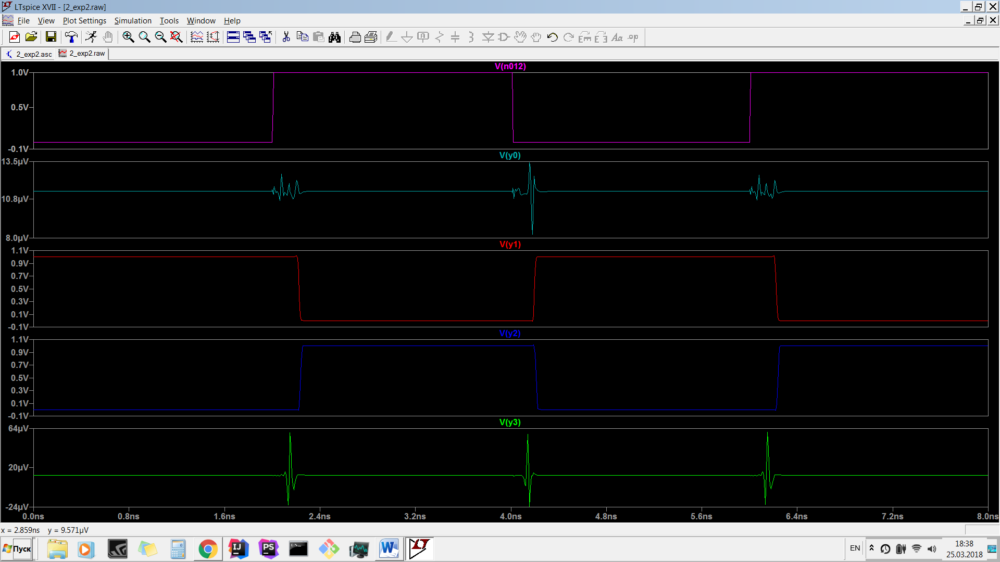 LTspice XVII - [2_exp2.raw]
File View Plot Settings Simulation Tools Window Help
2_exp2.asc 2_exp2.raw
V(n012)
1.0V
0.5V
-0.1V
V(y0)
13.5µV
10.8µV
8.0µV
V(y1)
1.1V
0.9V
0.7V
0.5V
0.3V
0.1V
-0.1V
V(y2)
1.1V
0.9V
0.7V
0.5V
0.3V
0.1V
-0.1V
V(y3)
64µV
20µV
-24µV
0.0ns 0.8ns 1.6ns 2.4ns 3.2ns 4.0ns 4.8ns 5.6ns 6.4ns 7.2ns 8.0ns
x = 2.859ns y = 9.571µV
Пуск
EN
18:38
25.03.2018